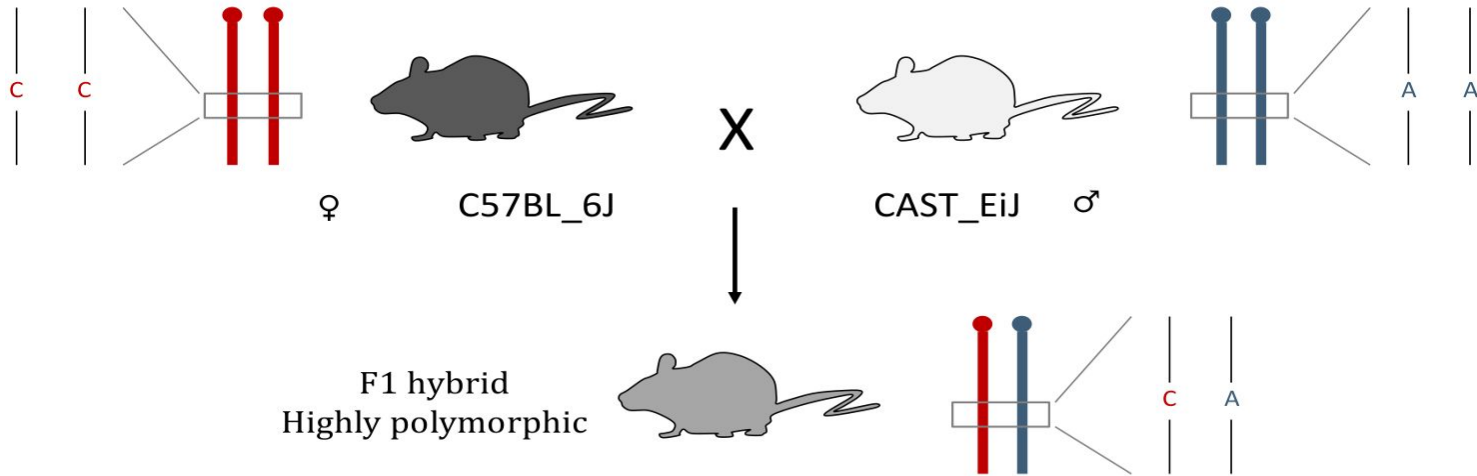 C C
A A
X
♀ C57BL_6J
CAST_EiJ ♂
F1 hybrid
Highly polymorphic
C A